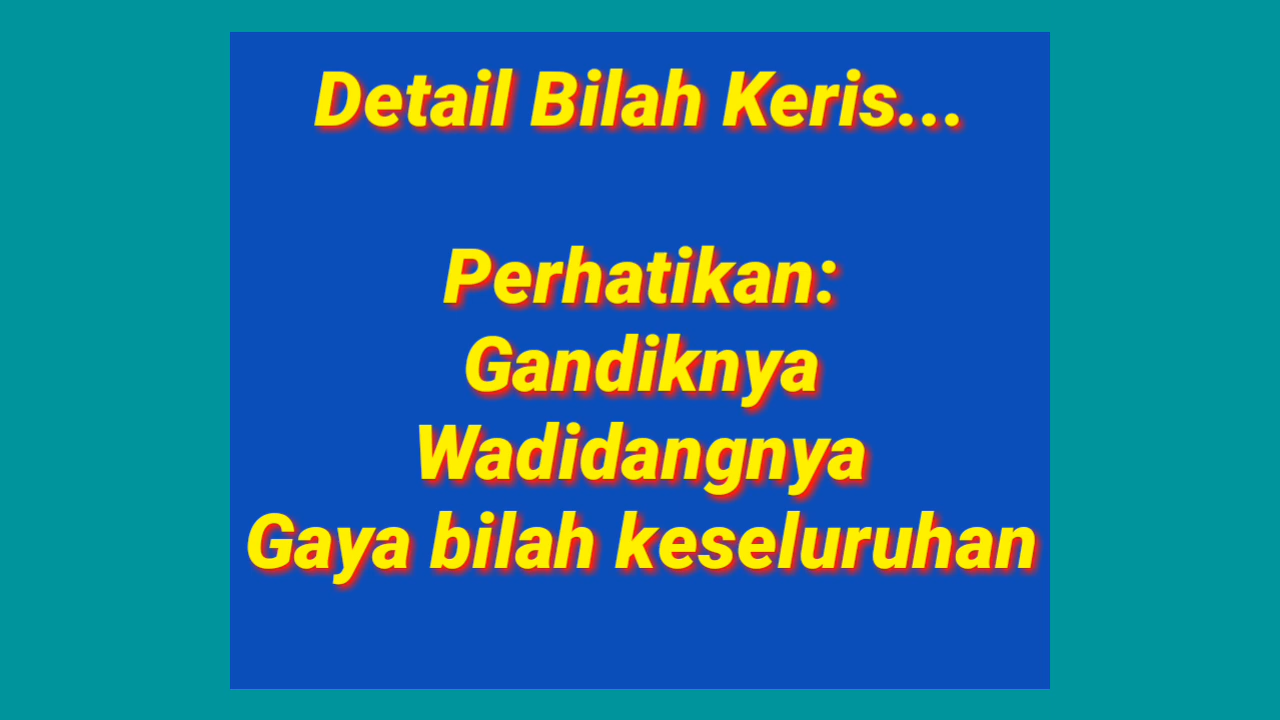 Detail Bilah Keris...
Perhatikan:
Gandiknya
Wadidangnya
Gaya bilah keseluruhan